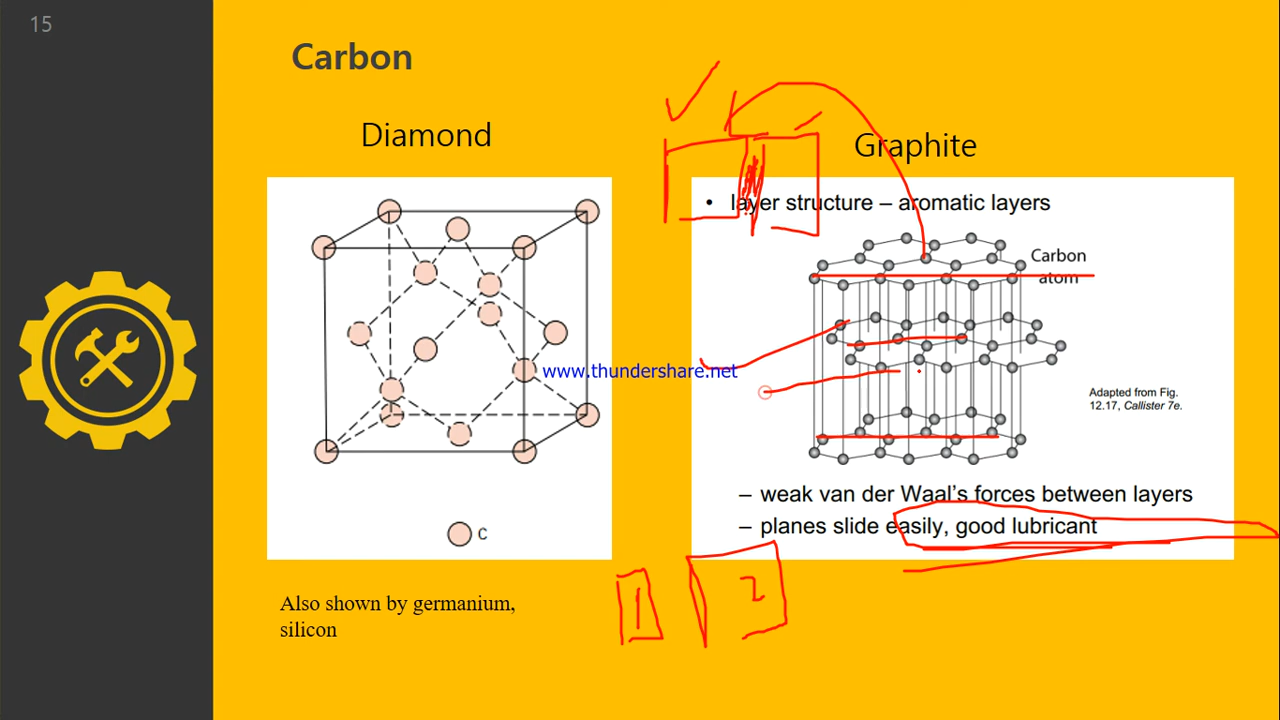 15
Carbon
Diamond
Graphite
• layer structure – aromatic layers
Carbon
atom
www.thundershare.net
Adapted from Fig.
12.17, Callister 7e.
– weak van der Waal's forces between layers
– planes slide easily, good lubricant
C
Also shown by germanium,
silicon
1
2